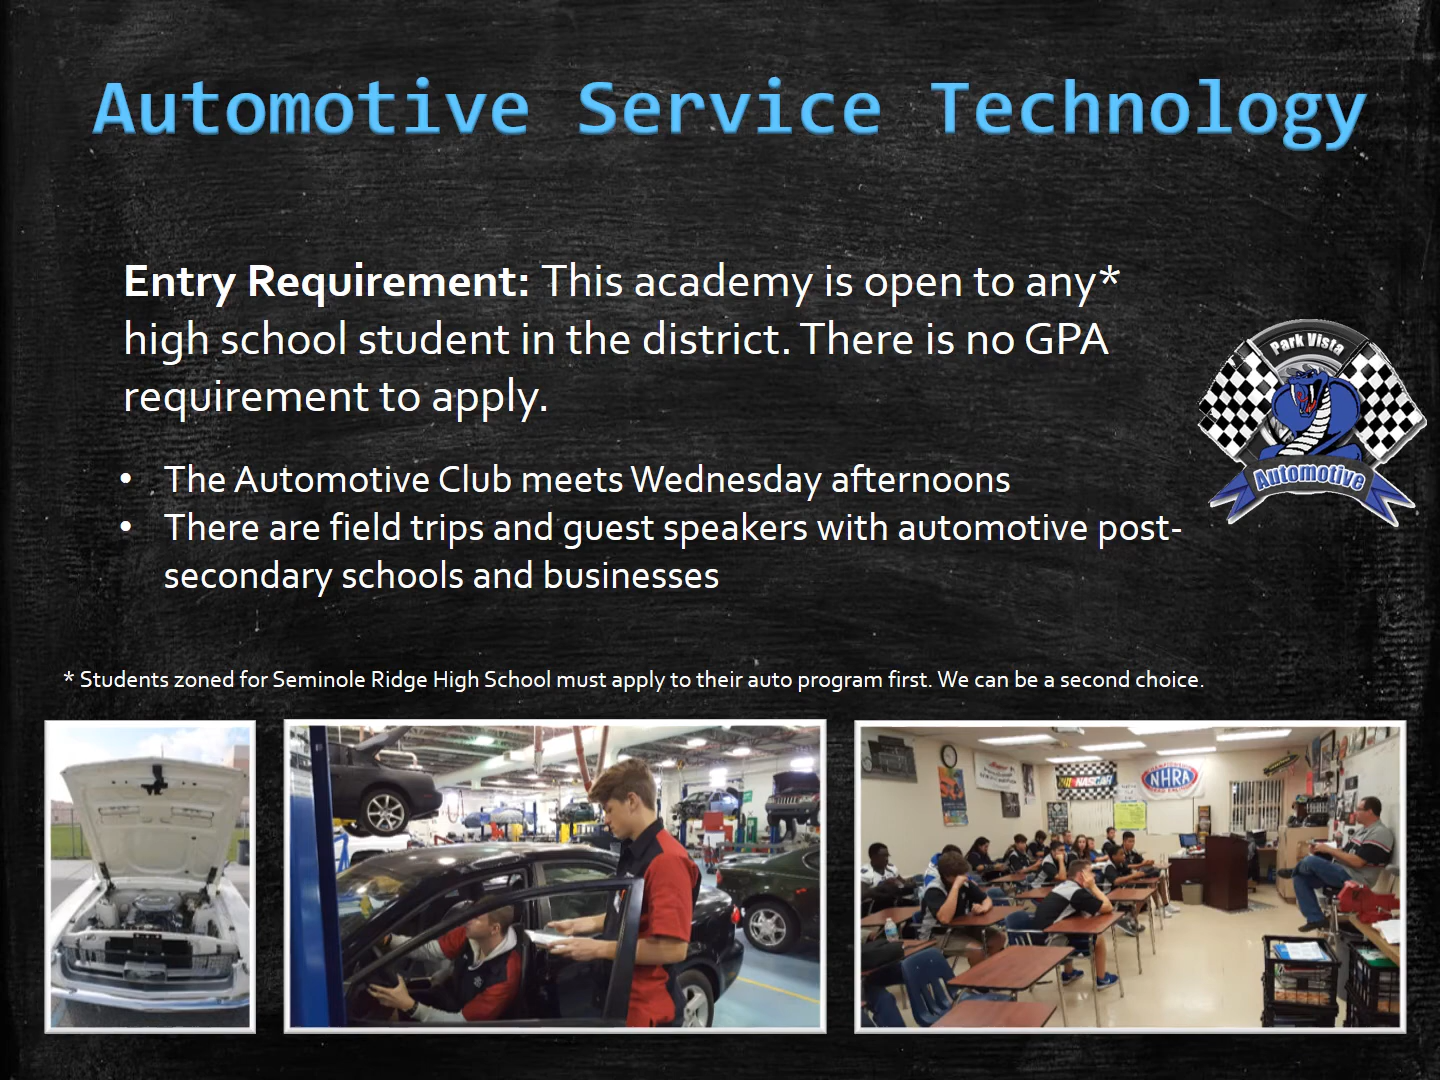 Automotive Service Technology
Entry Requirement: This academy is open to any*
high school student in the district. There is no GPA
requirement to apply.
Park Vista
Automotive
• The Automotive Club meets Wednesday afternoons
• There are field trips and guest speakers with automotive post-
secondary schools and businesses
* Students zoned for Seminole Ridge High School must apply to their auto program first. We can be a second choice.
NASCAR
NHRA